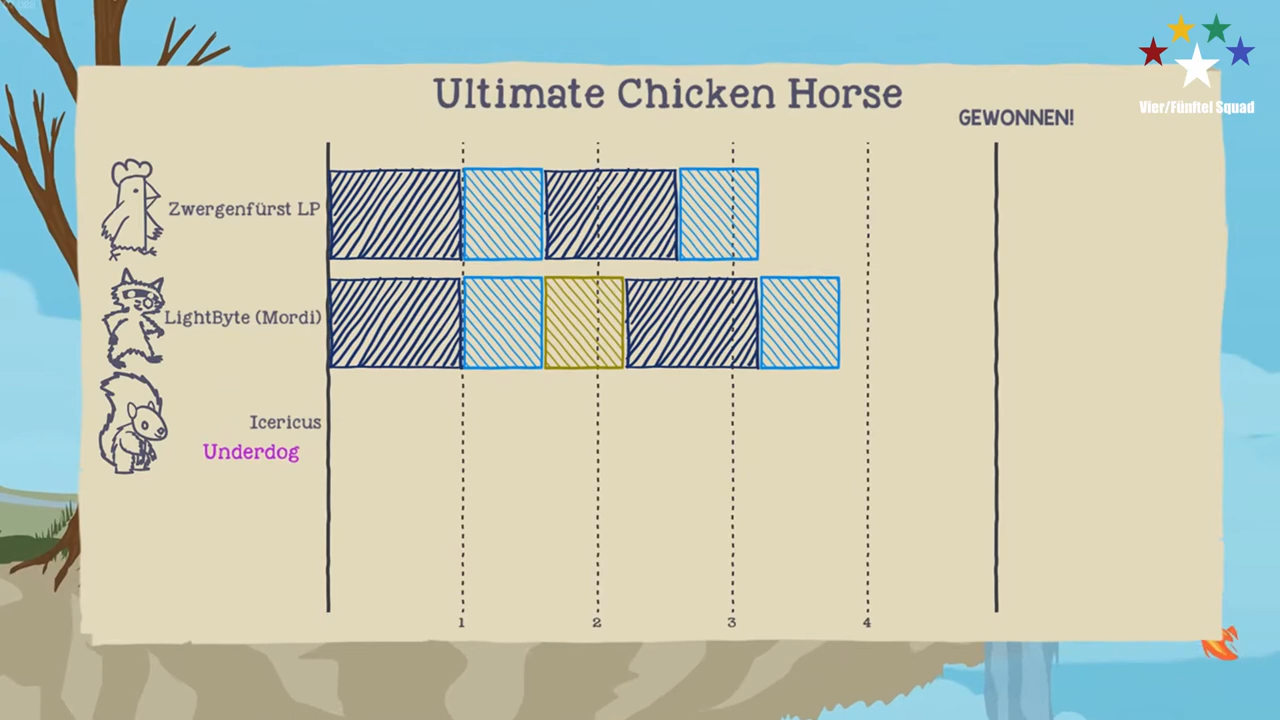 Ultimate Chicken Horse
GEWONNEN!
Vier/Fünftel Squad
Zwergenfürst LP
LightByte (Mordi)
Icericus
Underdog
1 2 3 4